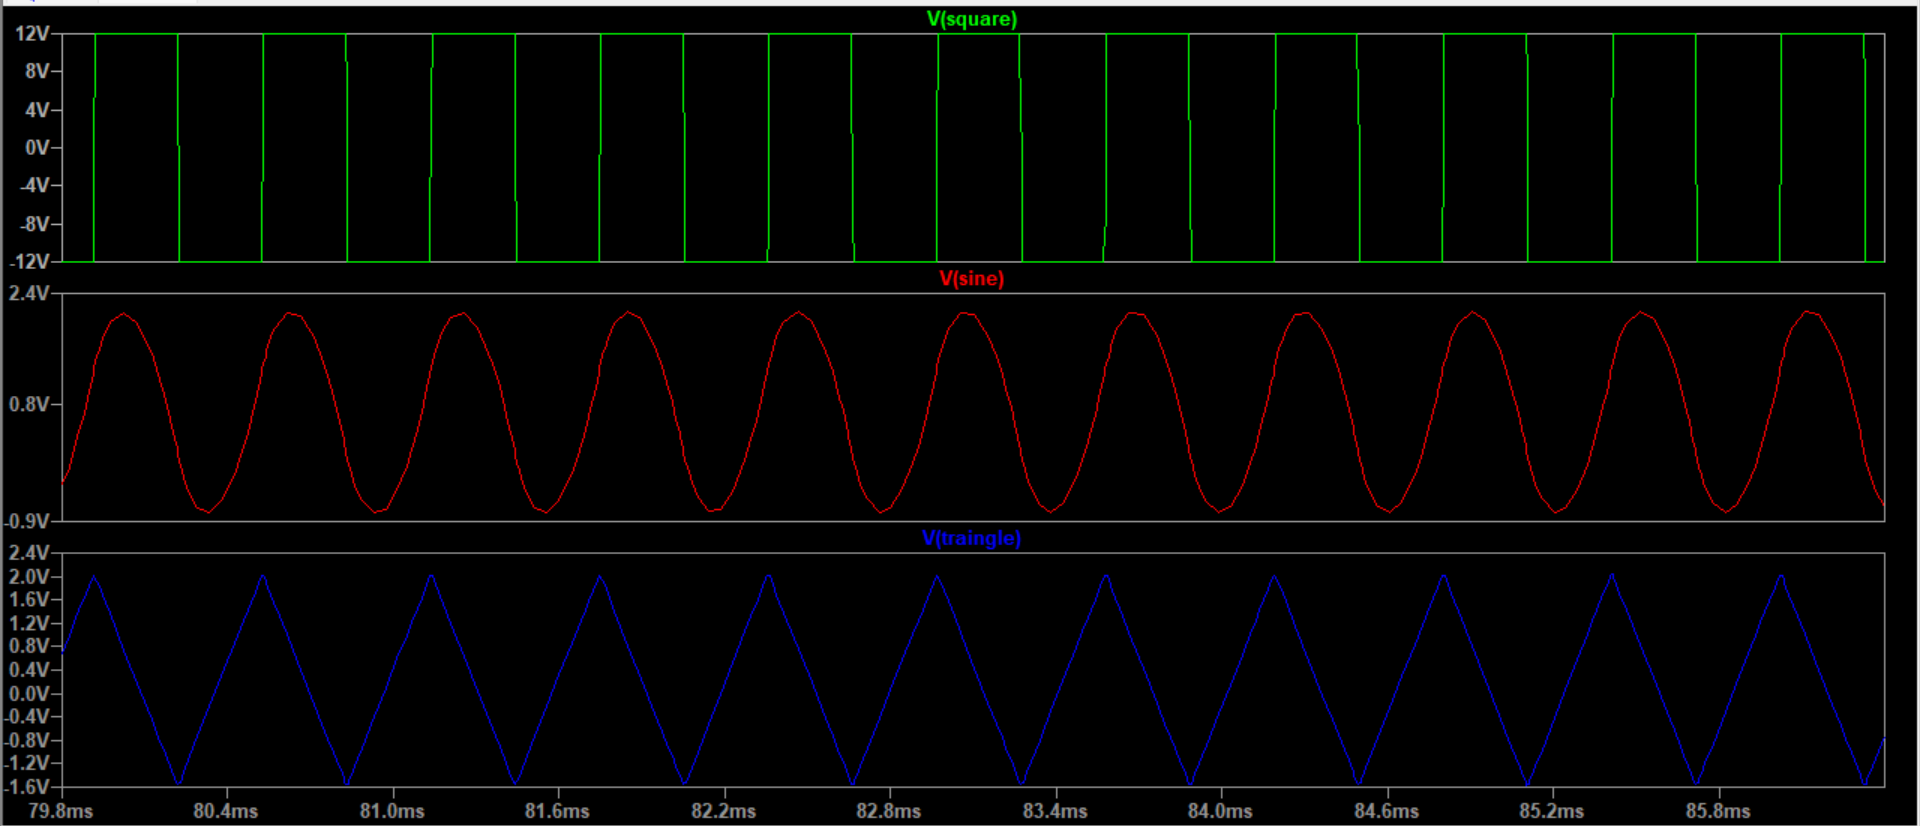 V(square)
12V
8V
4V
0V
-4V
-8V
-12V
V(sine)
2.4V
0.8V
-0.9V
V(traingle)
2.4V
2.0V
1.6V
1.2V
0.8V
0.4V
0.0V
-0.4V
-0.8V
-1.2V
-1.6V
79.8ms 80.4ms 81.0ms 81.6ms 82.2ms 82.8ms 83.4ms 84.0ms 84.6ms 85.2ms 85.8ms